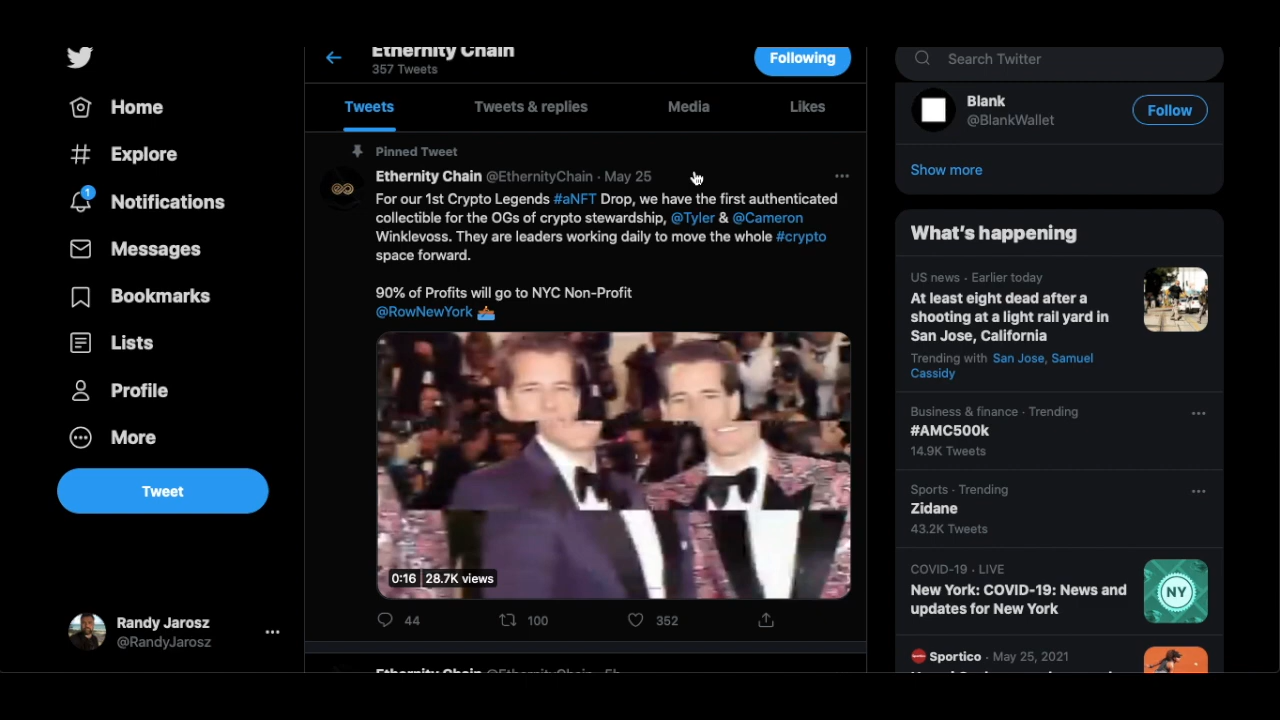 Home
Explore
1
Notifications
Messages
Bookmarks
Lists
Profile
More
Tweet
Randy Jarosz
@RandyJarosz
Ethernity Chain
357 Tweets
Following
Tweets
Tweets & replies
Media
Likes
Pinned Tweet
Ethernity Chain @EthernityChain · May 25
For our 1st Crypto Legends #aNFT Drop, we have the first authenticated
collectible for the OGs of crypto stewardship, @Tyler & @Cameron
Winklevoss. They are leaders working daily to move the whole #crypto
space forward.
90% of Profits will go to NYC Non-Profit
@RowNewYork
0:16 28.7K views
44
100
352
Ethernity Chain @EthernityChain · 5h
Search Twitter
Blank
@BlankWallet
Follow
Show more
What's happening
US news · Earlier today
At least eight dead after a
shooting at a light rail yard in
San Jose, California
Trending with San Jose, Samuel
Cassidy
Business & finance · Trending
#AMC500k
14.9K Tweets
Sports · Trending
Zidane
43.2K Tweets
COVID-19 · LIVE
New York: COVID-19: News and
updates for New York
NY
Sportico · May 25, 2021